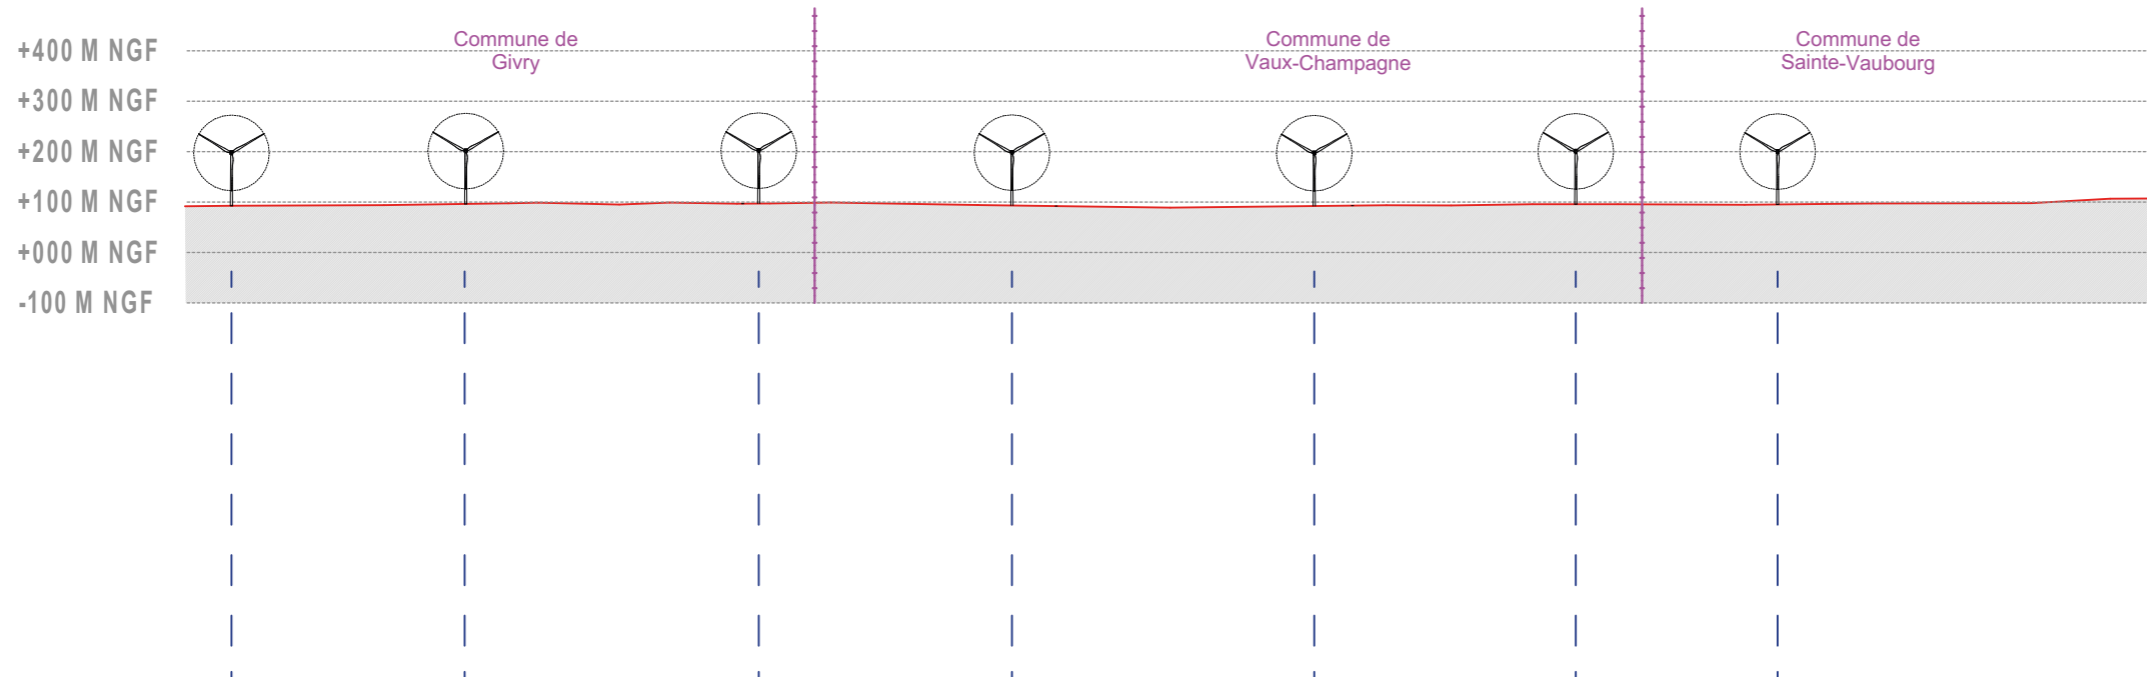 +400 M NGF
+300 M NGF
+200 M NGF
+100 M NGF
+000 M NGF
-100 M NGF
Commune de
Givry
Commune de
Vaux-Champagne
Commune de
Sainte-Vaubourg